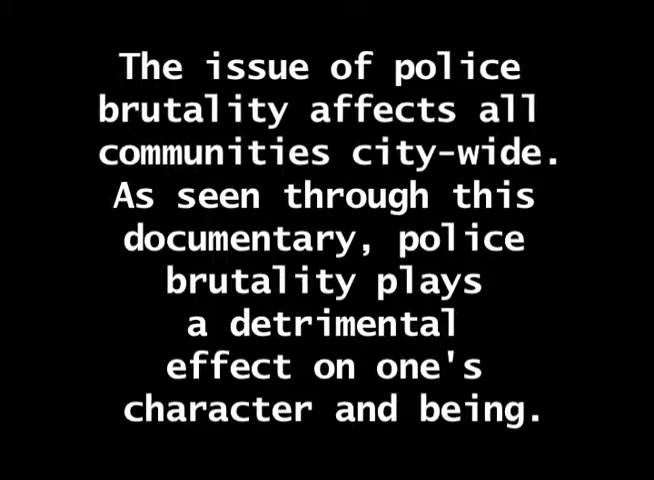 The issue of police
brutality affects all
communities city-wide.
As seen through this
documentary, police
brutality plays
a detrimental
effect on one's
character and being.